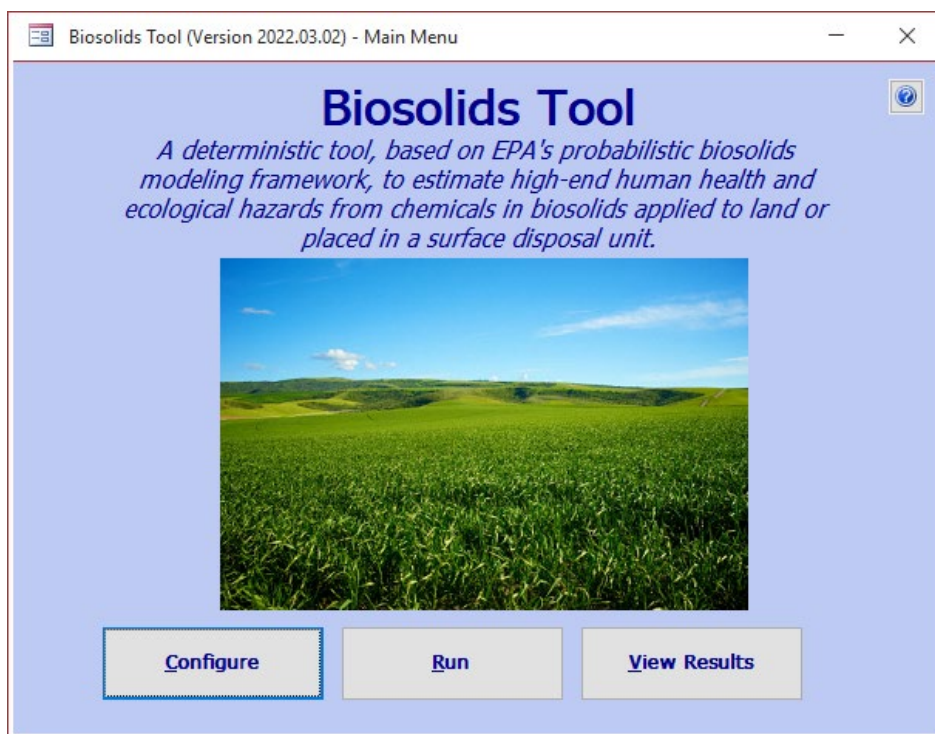 Biosolids Tool (Version 2022.03.02) - Main Menu
Biosolids Tool
A deterministic tool, based on EPA's probabilistic biosolids
modeling framework, to estimate high-end human health and
ecological hazards from chemicals in biosolids applied to land or
placed in a surface disposal unit.
Configure Run View Results